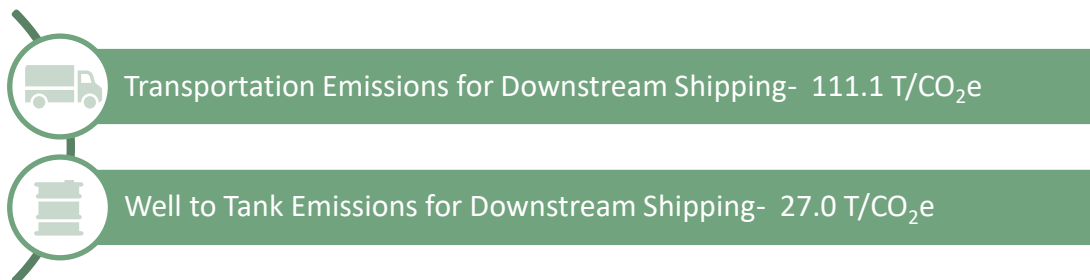 Transportation Emissions for Downstream Shipping-  111.1 T/CO₂e
Well to Tank Emissions for Downstream Shipping-  27.0 T/CO₂e